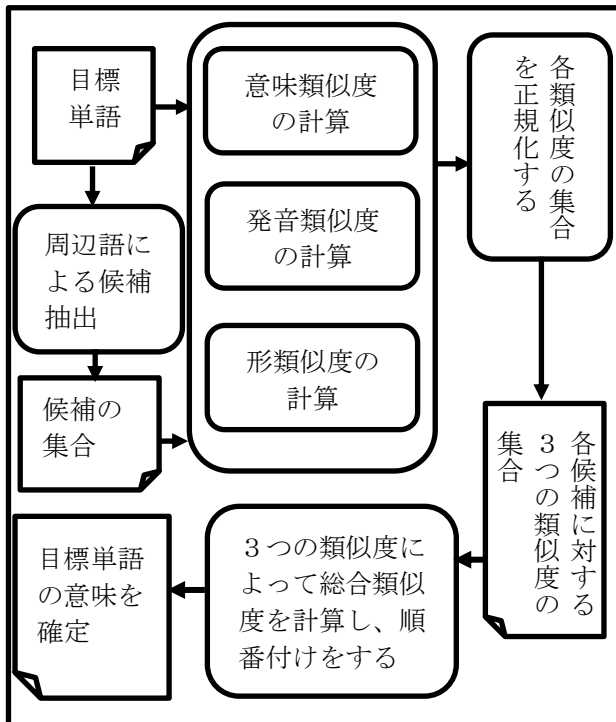 目標
単語
周辺語に
よる候補
抽出
候補の
集合
意味類似度
の計算
発音類似度
の計算
形類似度の
計算
各類似度の集合
を正規化する
各候補に対する
３つの類似度の
集合
３つの類似度に
よって総合類似
度を計算し、順
番付けをする
目標単語
の意味を
確定